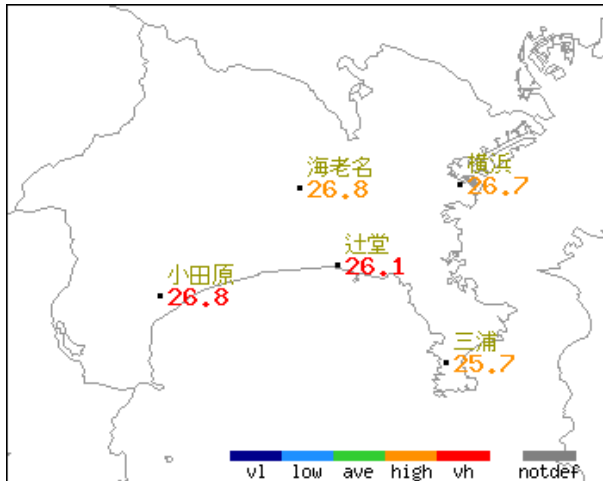 海老名
26.8
横浜
26.7
辻堂
26.1
小田原
26.8
三浦
25.7
vl low ave high vh notdef